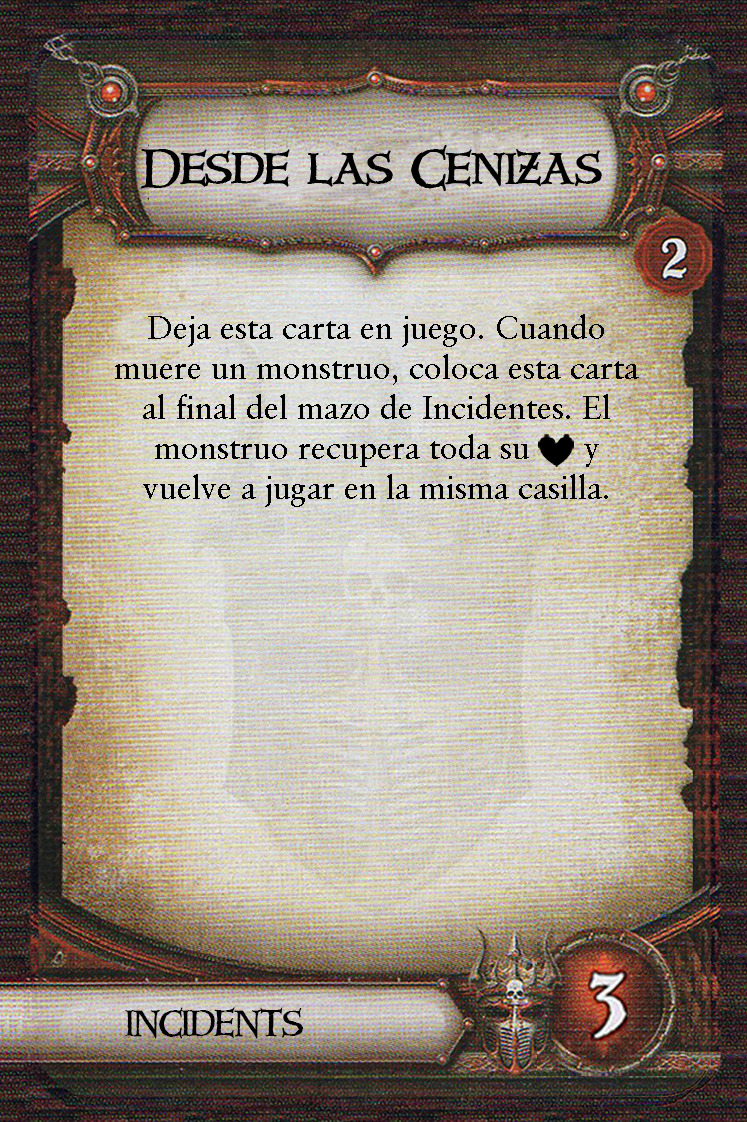 Desde las Cenizas
2
Deja esta carta en juego. Cuando
muere un monstruo, coloca esta carta
al final del mazo de Incidentes. El
monstruo recupera toda su ♥ y
vuelve a jugar en la misma casilla.
INCIDENTS
3